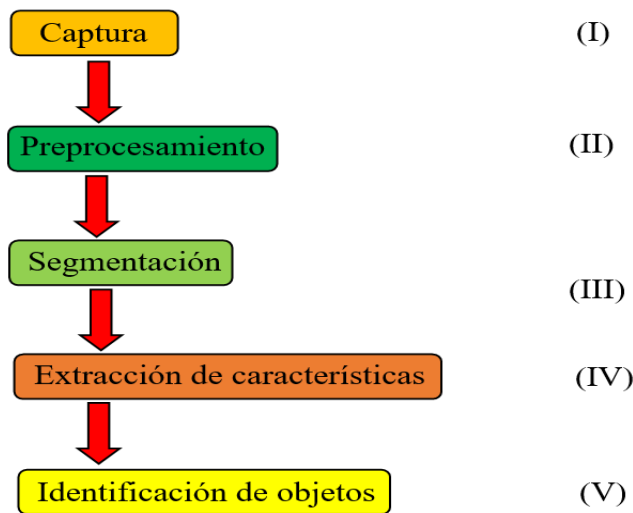 Captura (I)
Preprocesamiento (II)
Segmentación (III)
Extracción de características (IV)
Identificación de objetos (V)